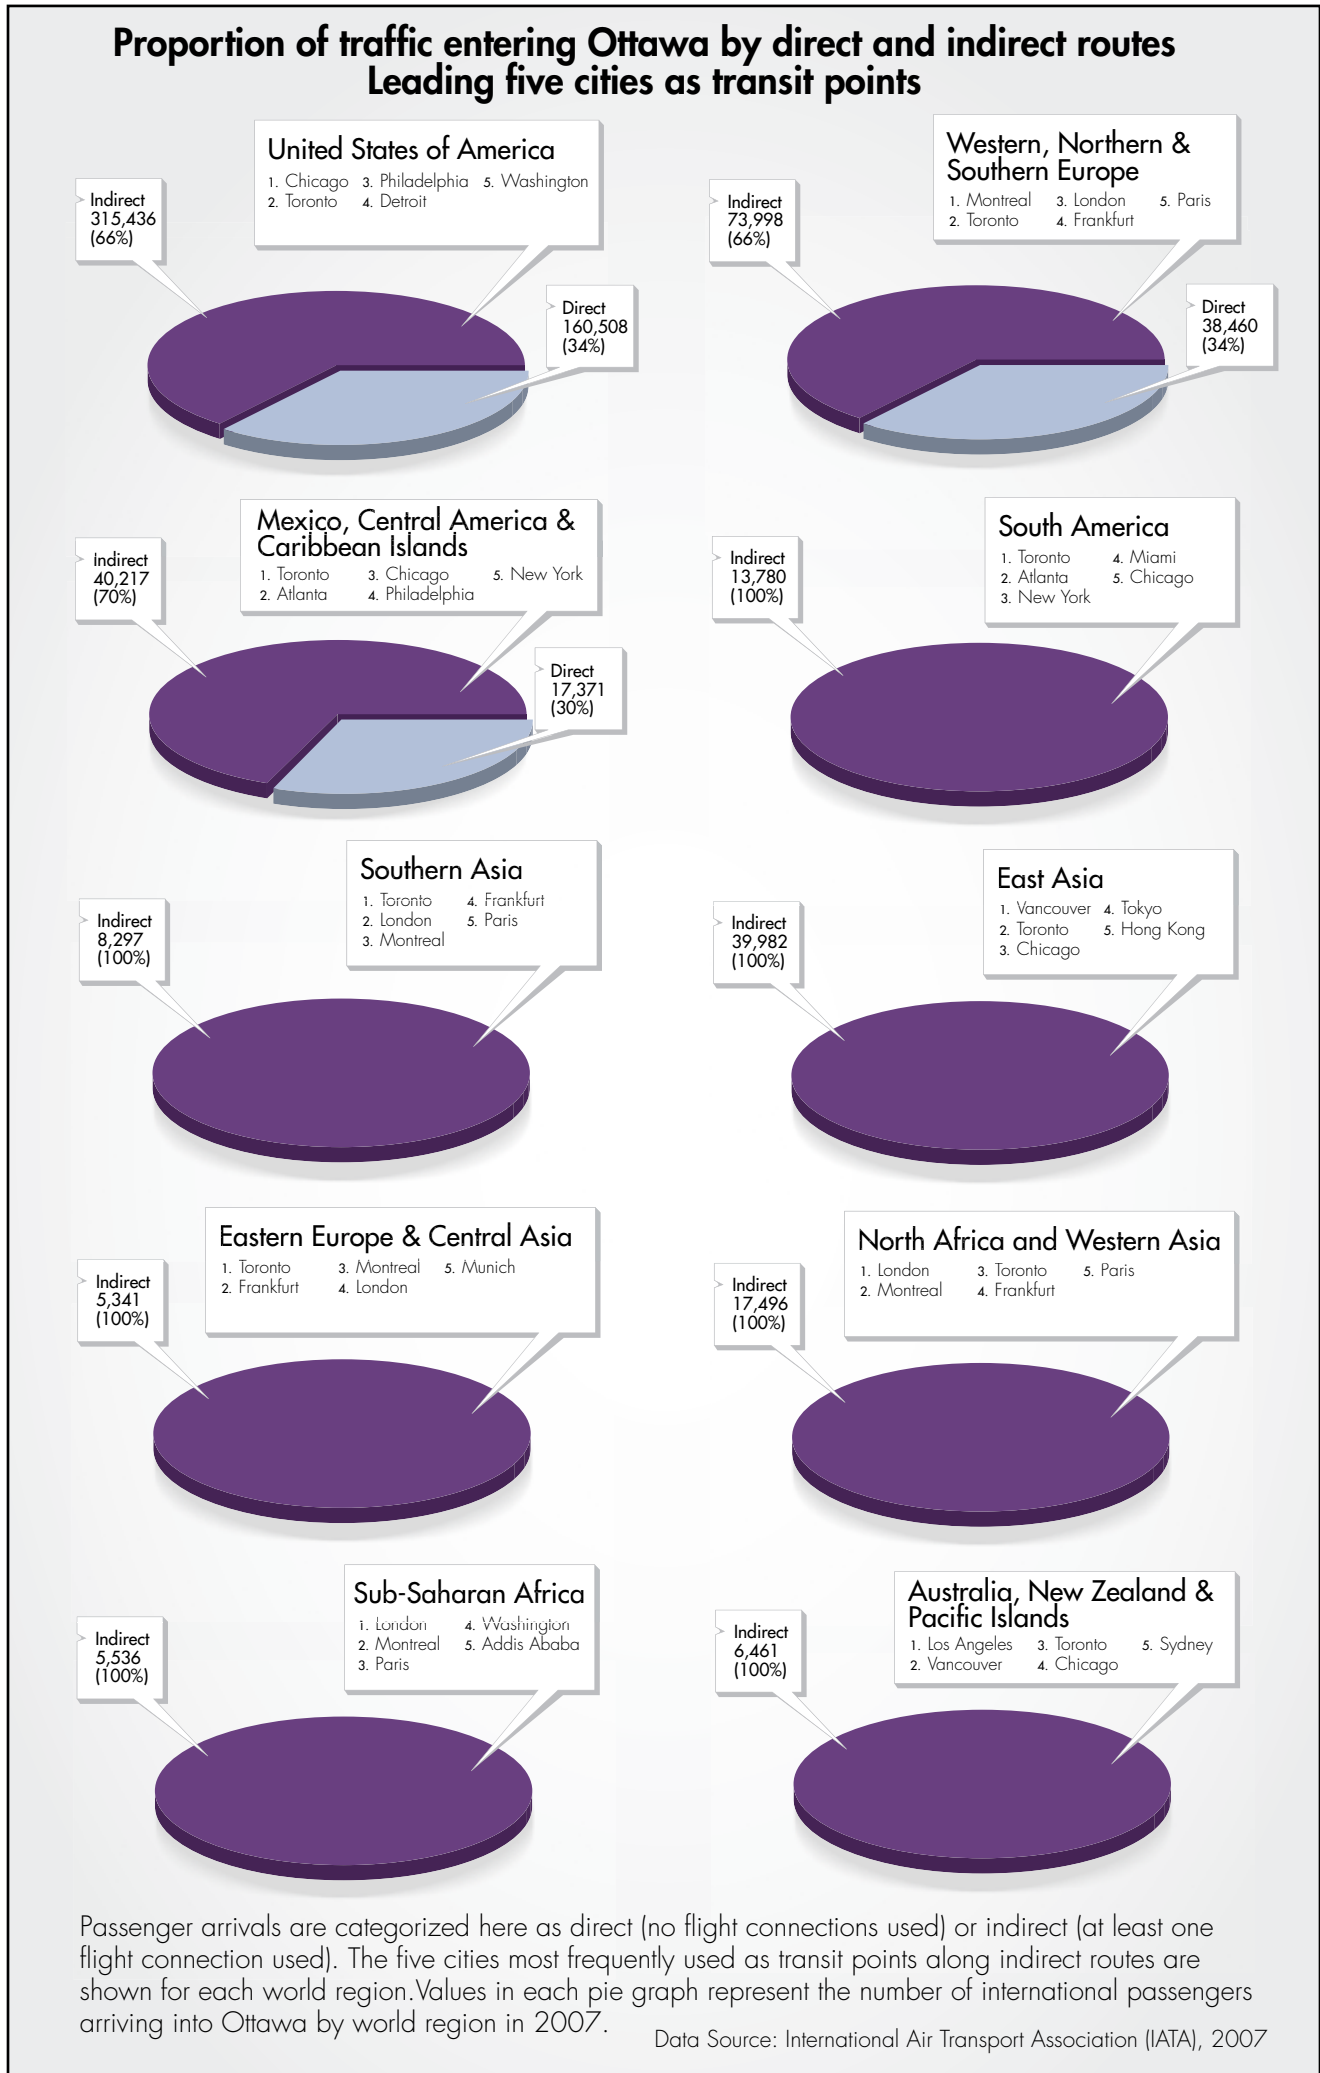 Proportion of traffic entering Ottawa by direct and indirect routes
Leading five cities as transit points
United States of America
1. Chicago 3. Philadelphia 5. Washington
2. Toronto 4. Detroit
Indirect
315,436
(66%)
Direct
160,508
(34%)
Western, Northern &
Southern Europe
1. Montreal 3. London 5. Paris
2. Toronto 4. Frankfurt
Indirect
73,998
(66%)
Direct
38,460
(34%)
Mexico, Central America &
Caribbean Islands
1. Toronto 3. Chicago 5. New York
2. Atlanta 4. Philadelphia
Indirect
40,217
(70%)
Direct
17,371
(30%)
South America
1. Toronto 4. Miami
2. Atlanta 5. Chicago
3. New York
Indirect
13,780
(100%)
Southern Asia
1. Toronto 4. Frankfurt
2. London 5. Paris
3. Montreal
Indirect
8,297
(100%)
East Asia
1. Vancouver 4. Tokyo
2. Toronto 5. Hong Kong
3. Chicago
Indirect
39,982
(100%)
Eastern Europe & Central Asia
1. Toronto 3. Montreal 5. Munich
2. Frankfurt 4. London
Indirect
5,341
(100%)
North Africa and Western Asia
1. London 3. Toronto 5. Paris
2. Montreal 4. Frankfurt
Indirect
17,496
(100%)
Sub-Saharan Africa
1. London 4. Washington
2. Montreal 5. Addis Ababa
3. Paris
Indirect
5,536
(100%)
Australia, New Zealand &
Pacific Islands
1. Los Angeles 3. Toronto 5. Sydney
2. Vancouver 4. Chicago
Indirect
6,461
(100%)
Passenger arrivals are categorized here as direct (no flight connections used) or indirect (at least one
flight connection used). The five cities most frequently used as transit points along indirect routes are
shown for each world region. Values in each pie graph represent the number of international passengers
arriving into Ottawa by world region in 2007.
Data Source: International Air Transport Association (IATA), 2007